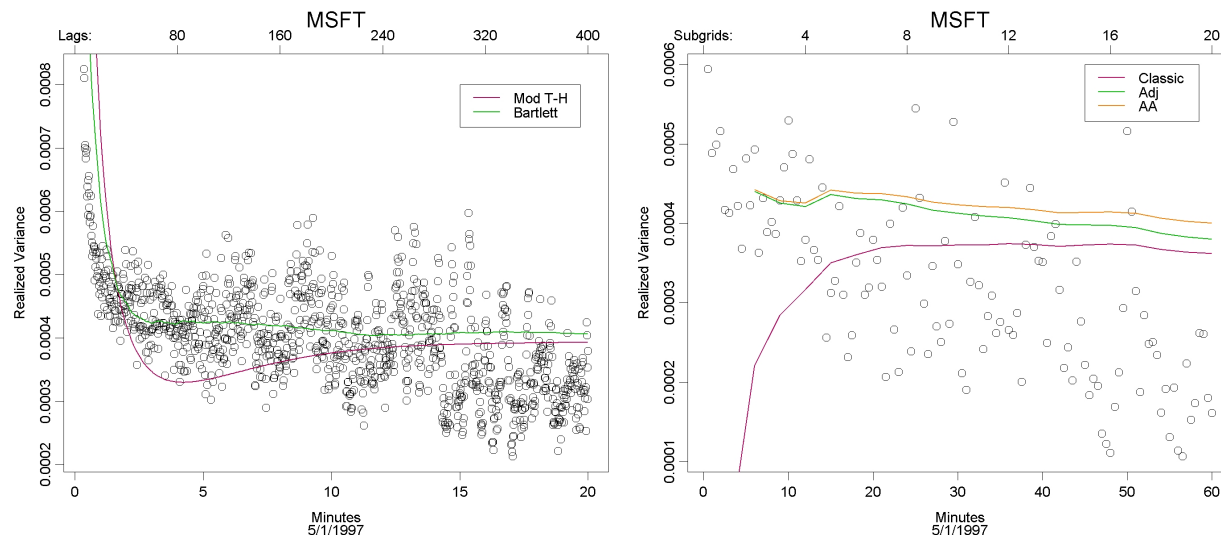 MSFT
Lags: 80 160 240 320 400
Realized Variance
0.0008
0.0007
0.0006
0.0005
0.0004
0.0003
0.0002
Mod T-H
Bartlett
0 5 10 15 20
Minutes
5/1/1997
MSFT
Subgrids: 4 8 12 16 20
Realized Variance
0.0006
0.0005
0.0004
0.0003
0.0002
0.0001
Classic
Adj
AA
0 10 20 30 40 50 60
Minutes
5/1/1997